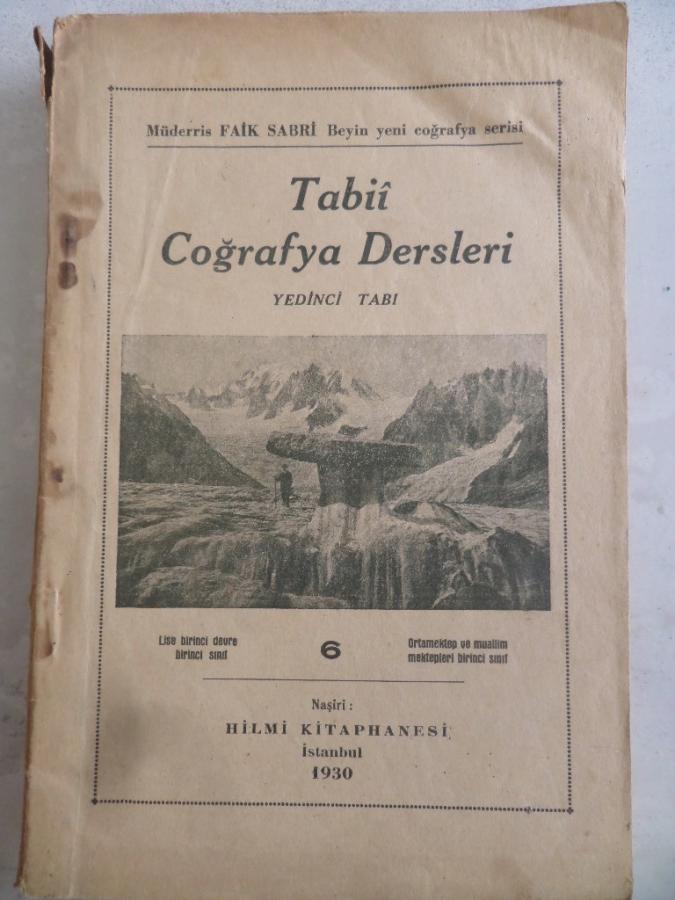 Müderris FAİK SABRİ Beyin yeni coğrafya serisi
Tabiî
Coğrafya Dersleri
YEDİNCİ TABI
Lise birinci devre
birinci sınıf
6
Ortamektep ve muallim
mektepleri birinci sınıf
Naşiri :
HİLMİ KİTAPHANESİ
İstanbul
1930